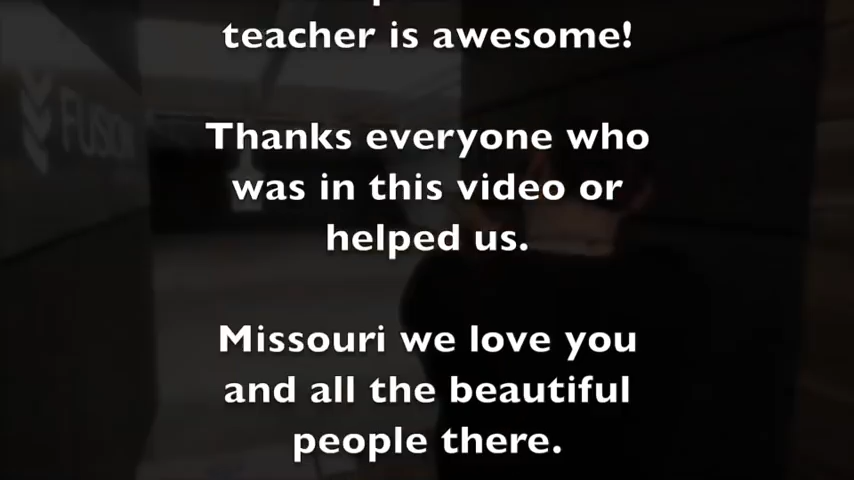 teacher is awesome!
Thanks everyone who
was in this video or
helped us.
Missouri we love you
and all the beautiful
people there.
FUSION